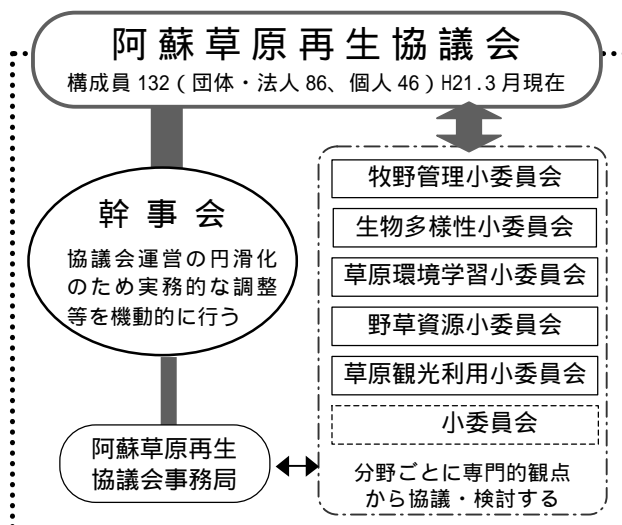 阿蘇草原再生協議会
構成員132（団体・法人86、個人46）H21.3月現在
幹事会
協議会運営の円滑化
のため実務的な調整
等を機動的に行う
阿蘇草原再生
協議会事務局
牧野管理小委員会
生物多様性小委員会
草原環境学習小委員会
野草資源小委員会
草原観光利用小委員会
小委員会
分野ごとに専門的観点
から協議・検討する